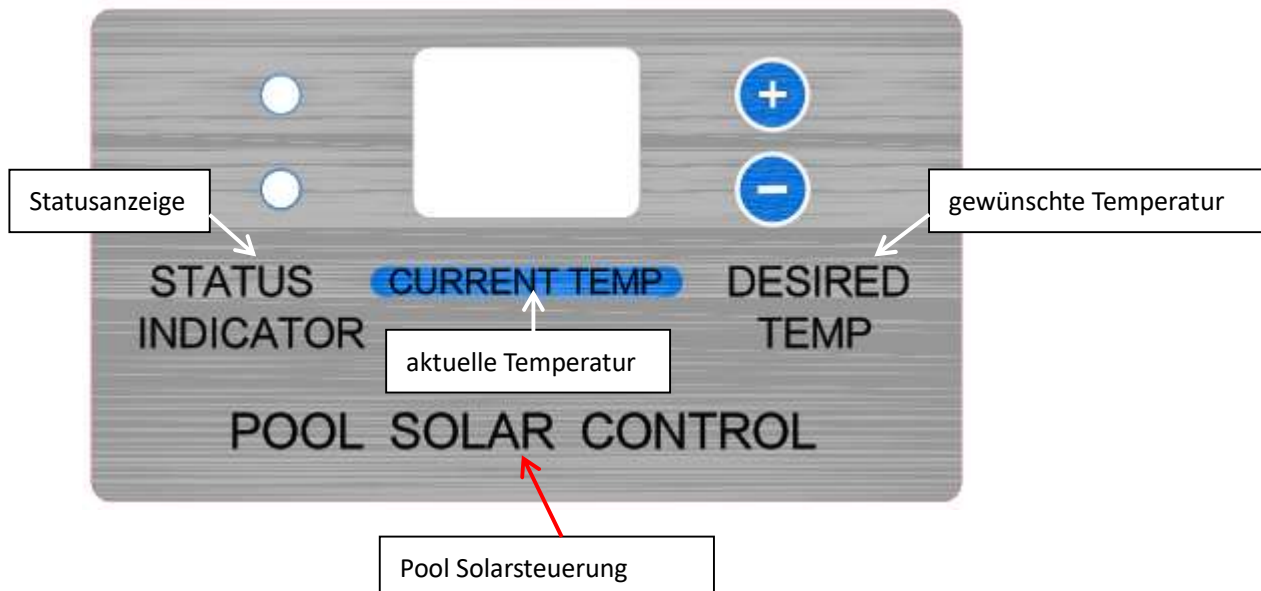 +
−
Statusanzeige
gewünschte Temperatur
STATUS
INDICATOR
CURRENT TEMP
DESIRED
TEMP
aktuelle Temperatur
POOL SOLAR CONTROL
Pool Solarsteuerung